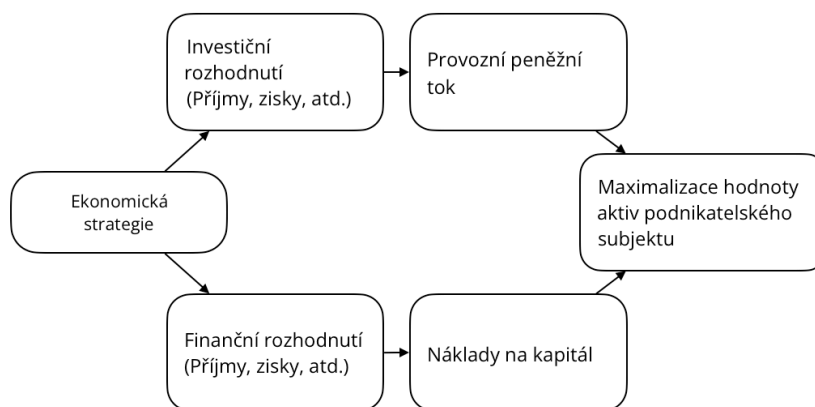 Investiční
rozhodnutí
(Příjmy, zisky, atd.)
Provozní peněžní
tok
Ekonomická
strategie
Maximalizace hodnoty
aktiv podnikatelského
subjektu
Finanční rozhodnutí
(Příjmy, zisky, atd.)
Náklady na kapitál